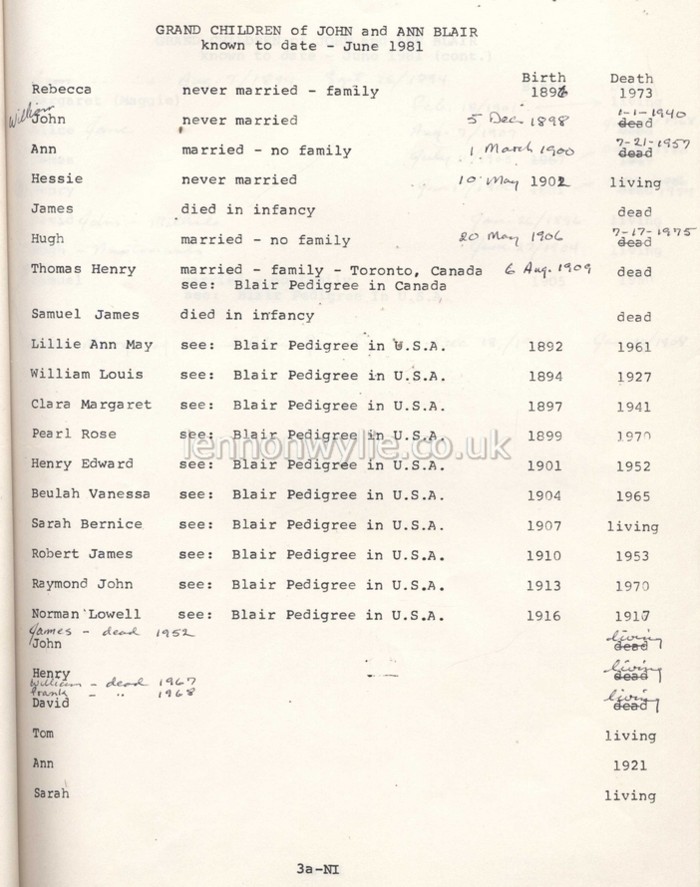 GRAND CHILDREN of JOHN and ANN BLAIR
known to date - June 1981
Birth Death
Rebecca never married - family 1896 1973
William John never married 5 Dec. 1898 1-1-1940 dead
Ann married - no family 1 March 1900 7-21-1957 dead
Hessie never married 10 May 1902 living
James died in infancy dead
Hugh married - no family 20 May 1906 7-17-1975 dead
Thomas Henry married - family - Toronto, Canada 6 Aug. 1909 dead
see: Blair Pedigree in Canada
Samuel James died in infancy dead
Lillie Ann May see: Blair Pedigree in U.S.A. 1892 1961
William Louis see: Blair Pedigree in U.S.A. 1894 1927
Clara Margaret see: Blair Pedigree in U.S.A. 1897 1941
Pearl Rose see: Blair Pedigree in U.S.A. 1899 1970
lennonwylie.co.uk
Henry Edward see: Blair Pedigree in U.S.A. 1901 1952
Beulah Vanessa see: Blair Pedigree in U.S.A. 1904 1965
Sarah Bernice see: Blair Pedigree in U.S.A. 1907 living
Robert James see: Blair Pedigree in U.S.A. 1910 1953
Raymond John see: Blair Pedigree in U.S.A. 1913 1970
Norman Lowell see: Blair Pedigree in U.S.A. 1916 1917
James - dead 1952
John living dead
Henry living dead
William - dead 1967
Frank - " 1968
David living dead
Tom living
Ann 1921
Sarah living
3a-NI